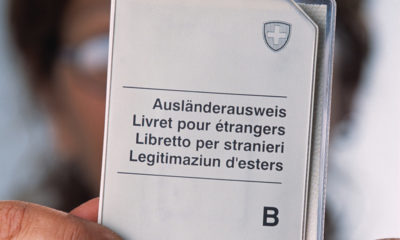 Ausländerausweis
Livret pour étrangers
Libretto per stranieri
Legitimaziun d'esters
B